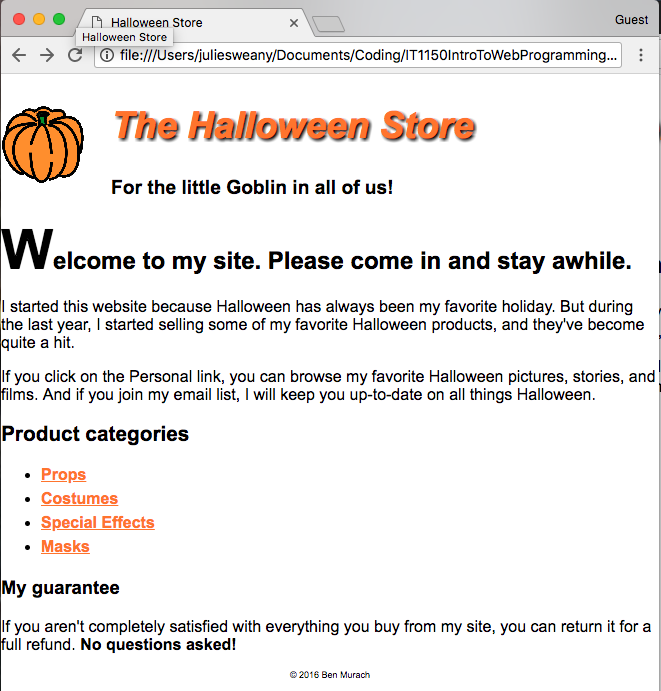 Halloween Store
Guest
Halloween Store
file:///Users/juliesweany/Documents/Coding/IT1150IntroToWebProgramming...
The Halloween Store
For the little Goblin in all of us!
Welcome to my site. Please come in and stay awhile.
I started this website because Halloween has always been my favorite holiday. But during
the last year, I started selling some of my favorite Halloween products, and they've become
quite a hit.
If you click on the Personal link, you can browse my favorite Halloween pictures, stories, and
films. And if you join my email list, I will keep you up-to-date on all things Halloween.
Product categories
• Props
• Costumes
• Special Effects
• Masks
My guarantee
If you aren't completely satisfied with everything you buy from my site, you can return it for a
full refund. No questions asked!
© 2016 Ben Murach